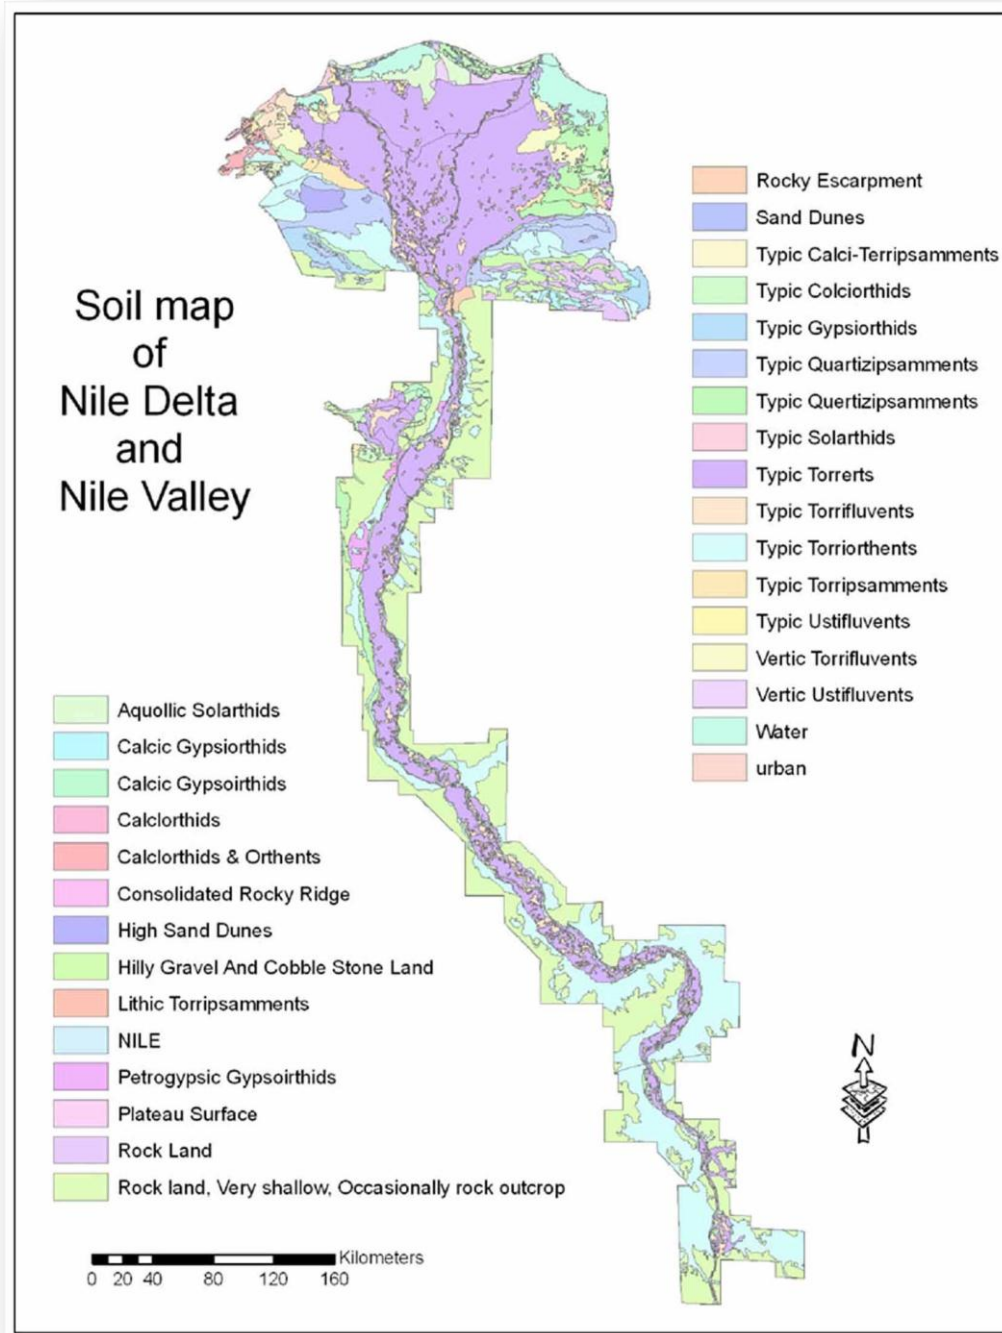 Soil map
of
Nile Delta
and
Nile Valley
Rocky Escarpment
Sand Dunes
Typic Calci-Terripsamments
Typic Colciorthids
Typic Gypsiorthids
Typic Quartizipsamments
Typic Quertizipsamments
Typic Solarthids
Typic Torrerts
Typic Torrifluvents
Typic Torriorthents
Typic Torripsamments
Typic Ustifluvents
Vertic Torrifluvents
Vertic Ustifluvents
Water
urban
Aquollic Solarthids
Calcic Gypsiorthids
Calcic Gypsoirthids
Calclorthids
Calclorthids & Orthents
Consolidated Rocky Ridge
High Sand Dunes
Hilly Gravel And Cobble Stone Land
Lithic Torripsamments
NILE
Petrogypsic Gypsoirthids
Plateau Surface
Rock Land
Rock land, Very shallow, Occasionally rock outcrop
N
Kilometers
0 20 40 80 120 160